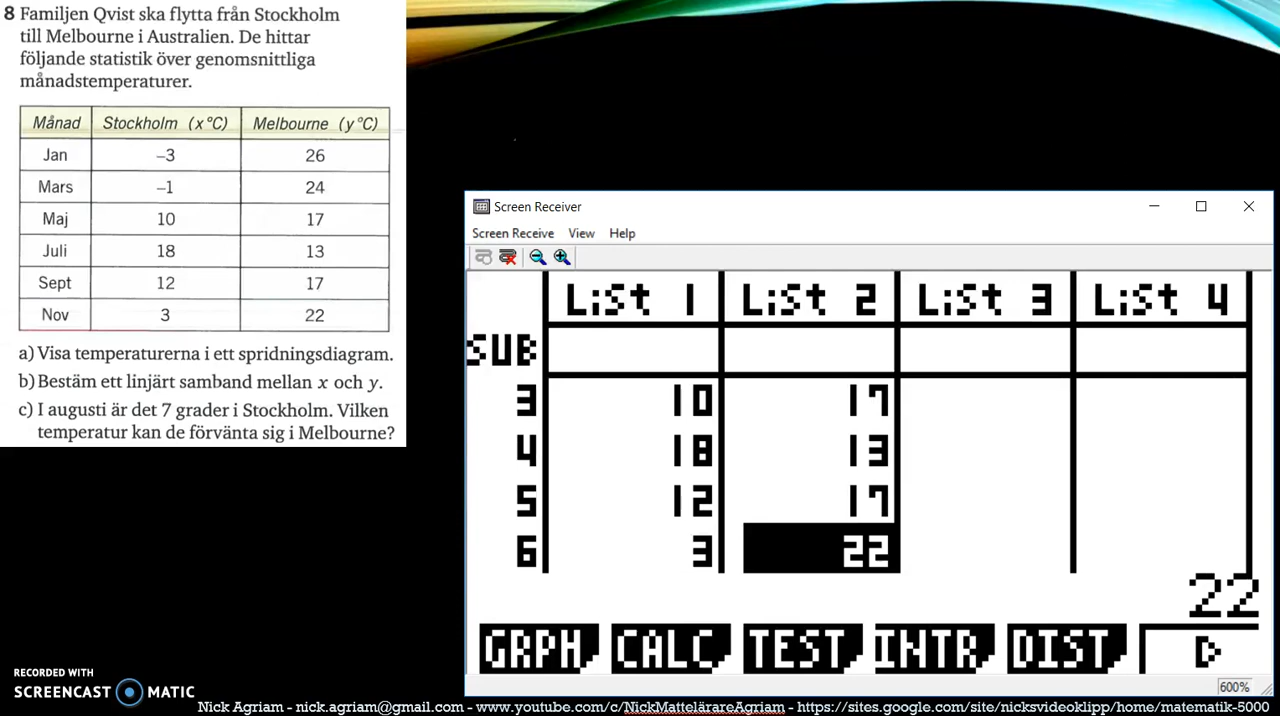 8 Familjen Qvist ska flytta från Stockholm
till Melbourne i Australien. De hittar
följande statistik över genomsnittliga
månadstemperaturer.
Månad Stockholm (x °C) Melbourne (y °C)
Jan –3 26
Mars –1 24
Maj 10 17
Juli 18 13
Sept 12 17
Nov 3 22
a) Visa temperaturerna i ett spridningsdiagram.
b) Bestäm ett linjärt samband mellan x och y.
c) I augusti är det 7 grader i Stockholm. Vilken
temperatur kan de förvänta sig i Melbourne?
Screen Receiver
Screen Receive View Help
List 1 List 2 List 3 List 4
SUB
3 10 17
4 18 13
5 12 17
6 3 22
22
GRPH CALC TEST INTR DIST
600%
RECORDED WITH
SCREENCAST MATIC
Nick Agriam - nick.agriam@gmail.com - www.youtube.com/c/NickMattelärareAgriam - https://sites.google.com/site/nicksvideoklipp/home/matematik-5000